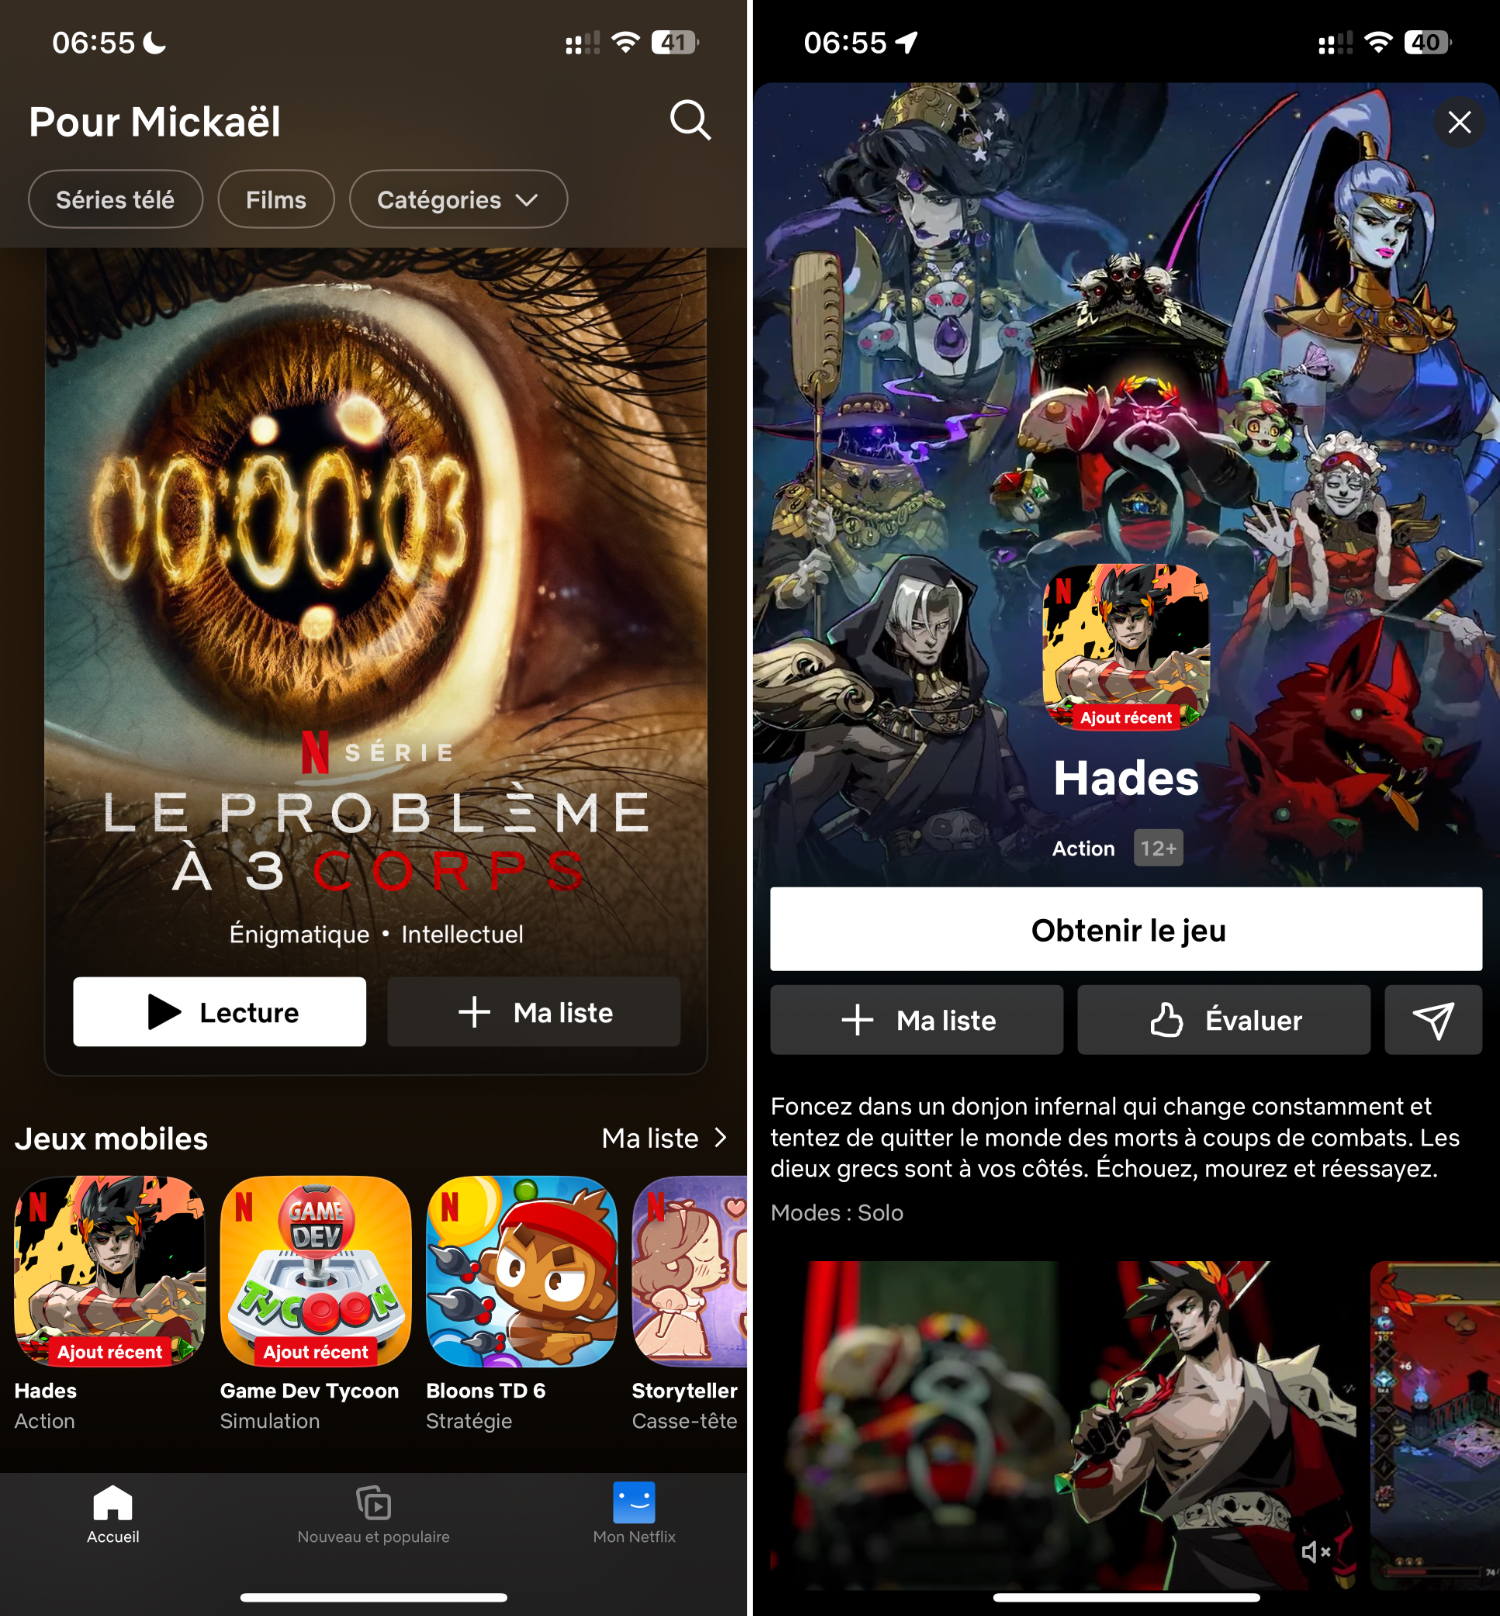 06:55
41
Pour Mickaël
Séries télé
Films
Catégories
00:00:03
N SÉRIE
LE PROBLÈME
À 3 CORPS
Énigmatique • Intellectuel
Lecture
Ma liste
Jeux mobiles
Ma liste
N
Ajout récent
Hades
Action
N
GAME
DEV
TYCOON
Ajout récent
Game Dev Tycoon
Simulation
N
Bloons TD 6
Stratégie
N
Storyteller
Casse-tête
Accueil
Nouveau et populaire
Mon Netflix
06:55
40
N
Ajout récent
Hades
Action
12+
Obtenir le jeu
Ma liste
Évaluer
Foncez dans un donjon infernal qui change constamment et
tentez de quitter le monde des morts à coups de combats. Les
dieux grecs sont à vos côtés. Échouez, mourez et réessayez.
Modes : Solo
+6
74